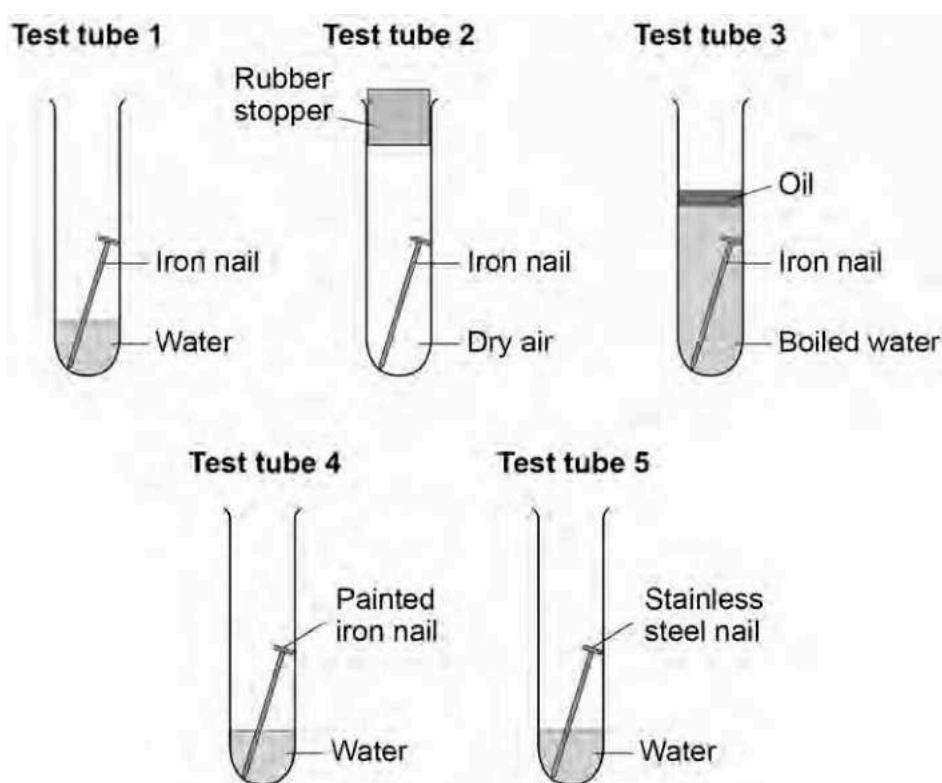 Test tube 1
Test tube 2
Test tube 3
Rubber
stopper
Oil
Iron nail
Iron nail
Iron nail
Water
Dry air
Boiled water
Test tube 4
Test tube 5
Painted
iron nail
Stainless
steel nail
Water
Water